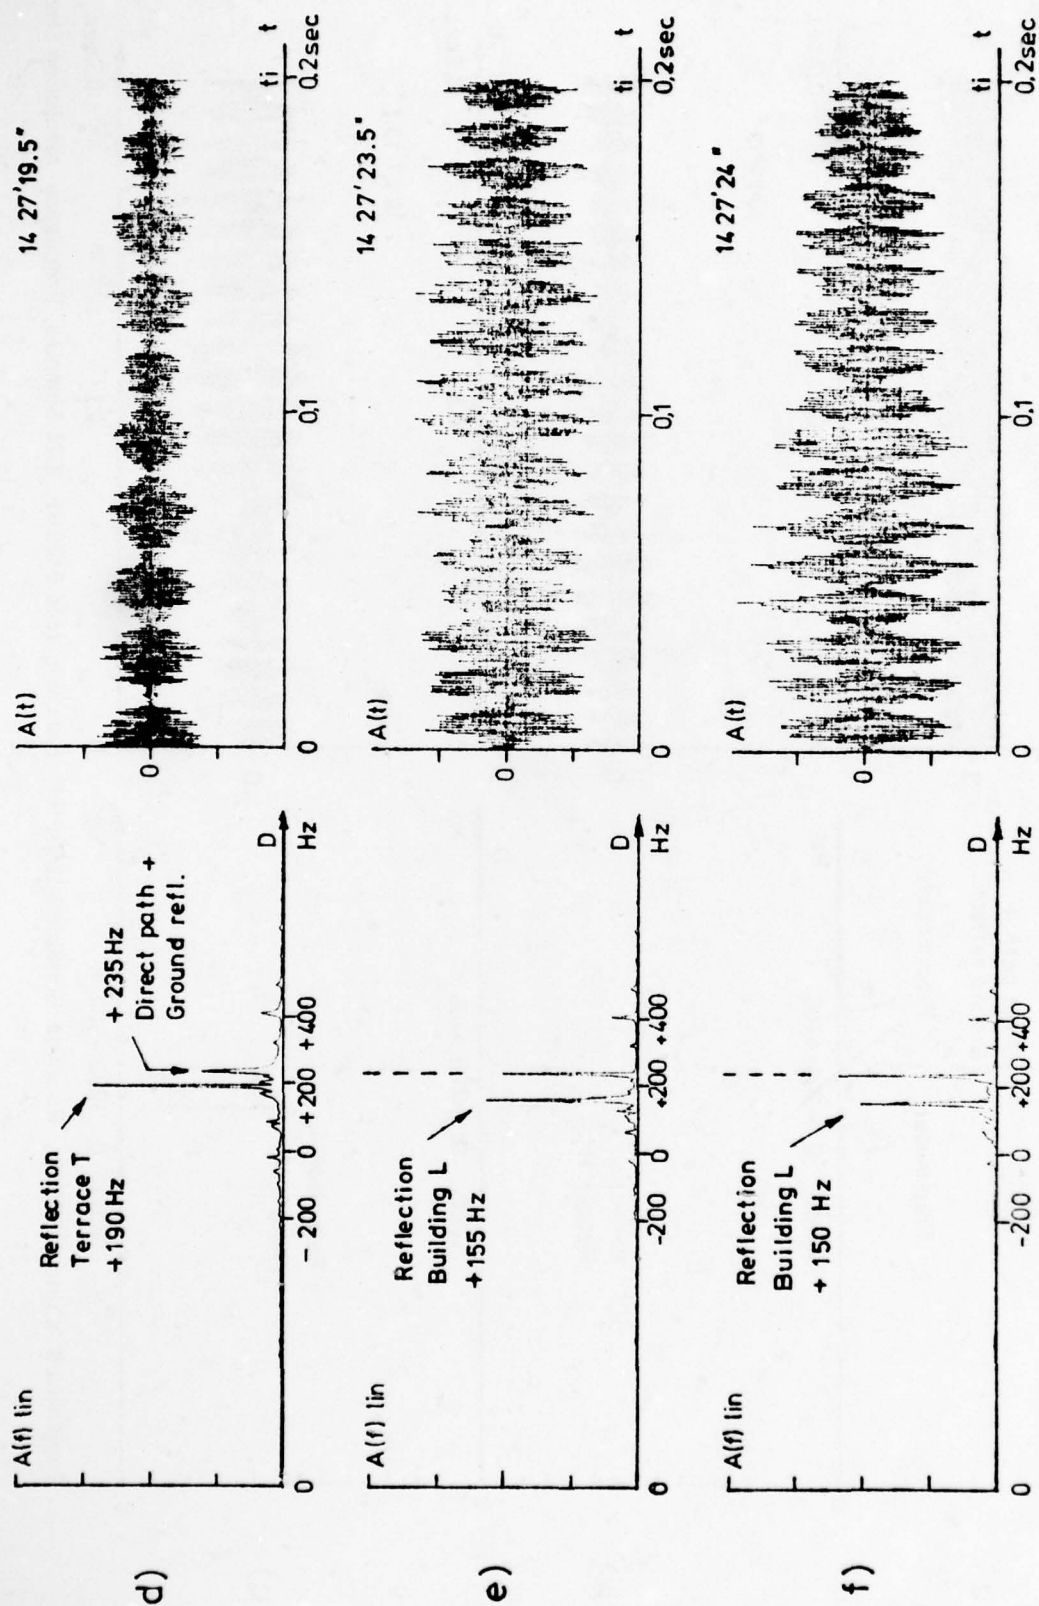 d)
A(f) lin
Reflection
Terrace T
+190 Hz
+ 235 Hz
Direct path +
Ground refl.
D
Hz
0
- 200
0
+200
+400
A(t)
14 27'19.5"
0
0
0,1
0,2sec
ti
t
e)
A(f) lin
Reflection
Building L
+155 Hz
D
Hz
0
-200
0
+200
+400
A(t)
14 27'23.5"
0
0
0,1
0,2sec
ti
t
f)
A(f) lin
Reflection
Building L
+ 150 Hz
D
Hz
0
-200
0
+200
+400
A(t)
14 27'24"
0
0
0,1
0,2sec
ti
t